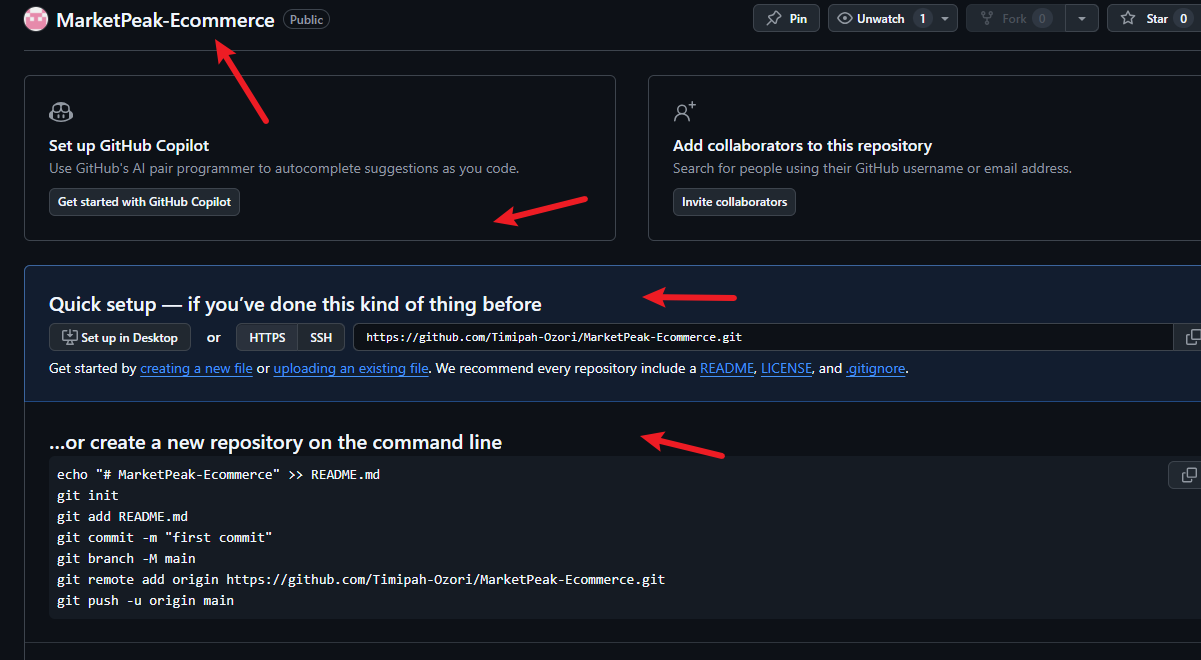 MarketPeak-Ecommerce Public Pin Unwatch 1 Fork 0 Star 0
Set up GitHub Copilot
Use GitHub's AI pair programmer to autocomplete suggestions as you code.
Get started with GitHub Copilot
Add collaborators to this repository
Search for people using their GitHub username or email address.
Invite collaborators
Quick setup — if you’ve done this kind of thing before
Set up in Desktop or HTTPS SSH https://github.com/Timipah-Ozori/MarketPeak-Ecommerce.git
Get started by creating a new file or uploading an existing file. We recommend every repository include a README, LICENSE, and .gitignore.
…or create a new repository on the command line
echo "# MarketPeak-Ecommerce" >> README.md
git init
git add README.md
git commit -m "first commit"
git branch -M main
git remote add origin https://github.com/Timipah-Ozori/MarketPeak-Ecommerce.git
git push -u origin main